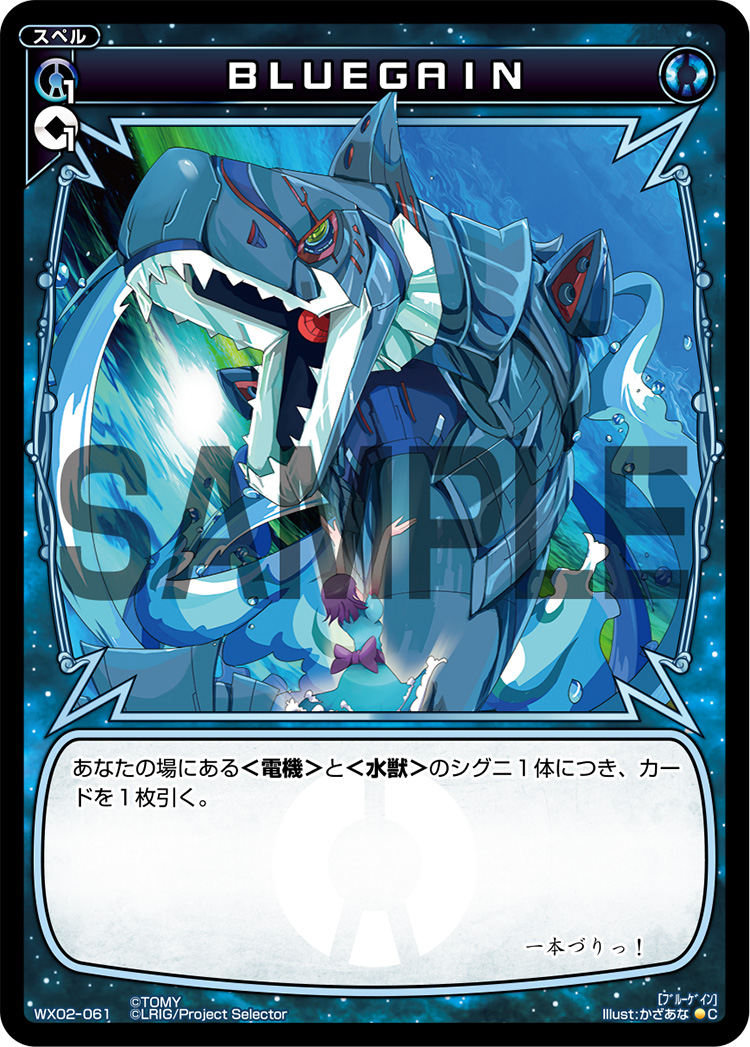 スペル
BLUEGAIN
1
1
SAMPLE
あなたの場にある<電機>と<水獣>のシグニ1体につき、カー
ドを1枚引く。
一本づりっ!
WX02-061 ©TOMY
©LRIG/Project Selector
[ブルーゲイン]
Illust:かざあな C